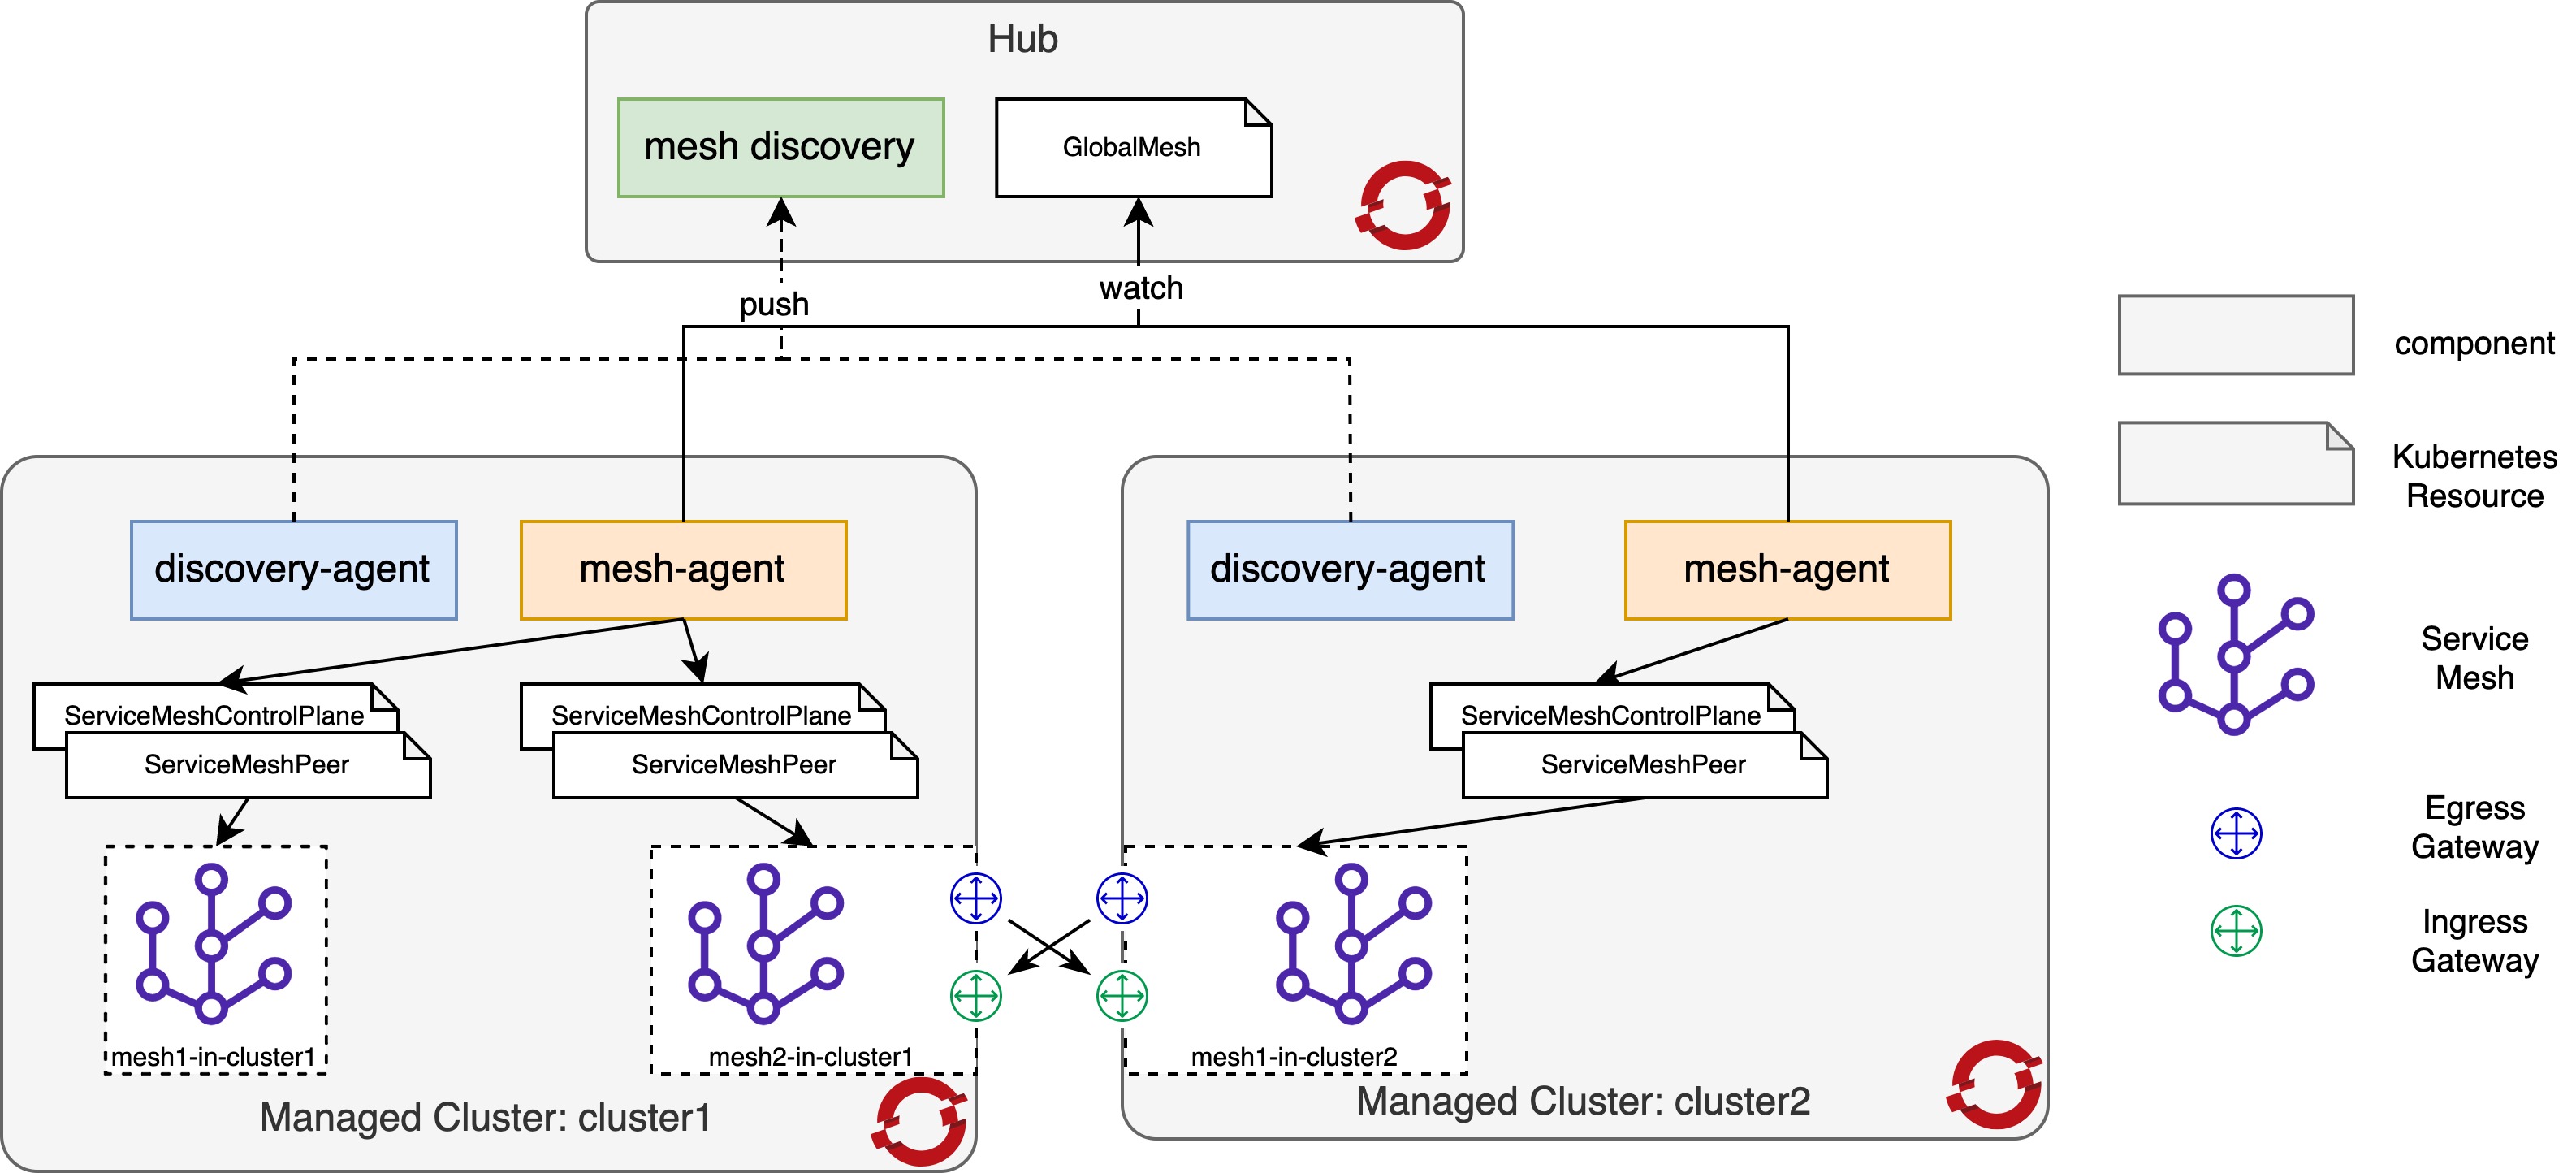 Hub
mesh discovery
GlobalMesh
push
watch
component
Kubernetes
Resource
discovery-agent
mesh-agent
discovery-agent
mesh-agent
Service
Mesh
ServiceMeshControlPlane
ServiceMeshPeer
ServiceMeshControlPlane
ServiceMeshPeer
ServiceMeshControlPlane
ServiceMeshPeer
Egress
Gateway
Ingress
Gateway
mesh1-in-cluster1
mesh2-in-cluster1
mesh1-in-cluster2
Managed Cluster: cluster1
Managed Cluster: cluster2